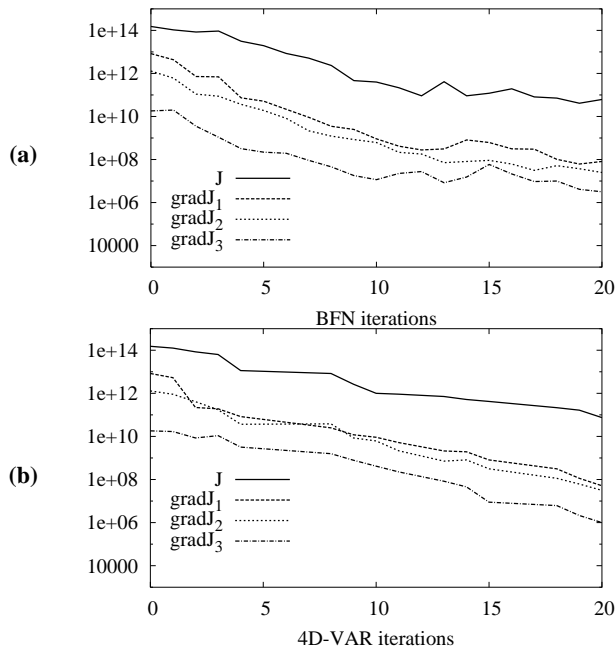 (a)
1e+14
1e+12
1e+10
1e+08
1e+06
10000
J
gradJ1
gradJ2
gradJ3
0 5 10 15 20
BFN iterations
(b)
1e+14
1e+12
1e+10
1e+08
1e+06
10000
J
gradJ1
gradJ2
gradJ3
0 5 10 15 20
4D-VAR iterations